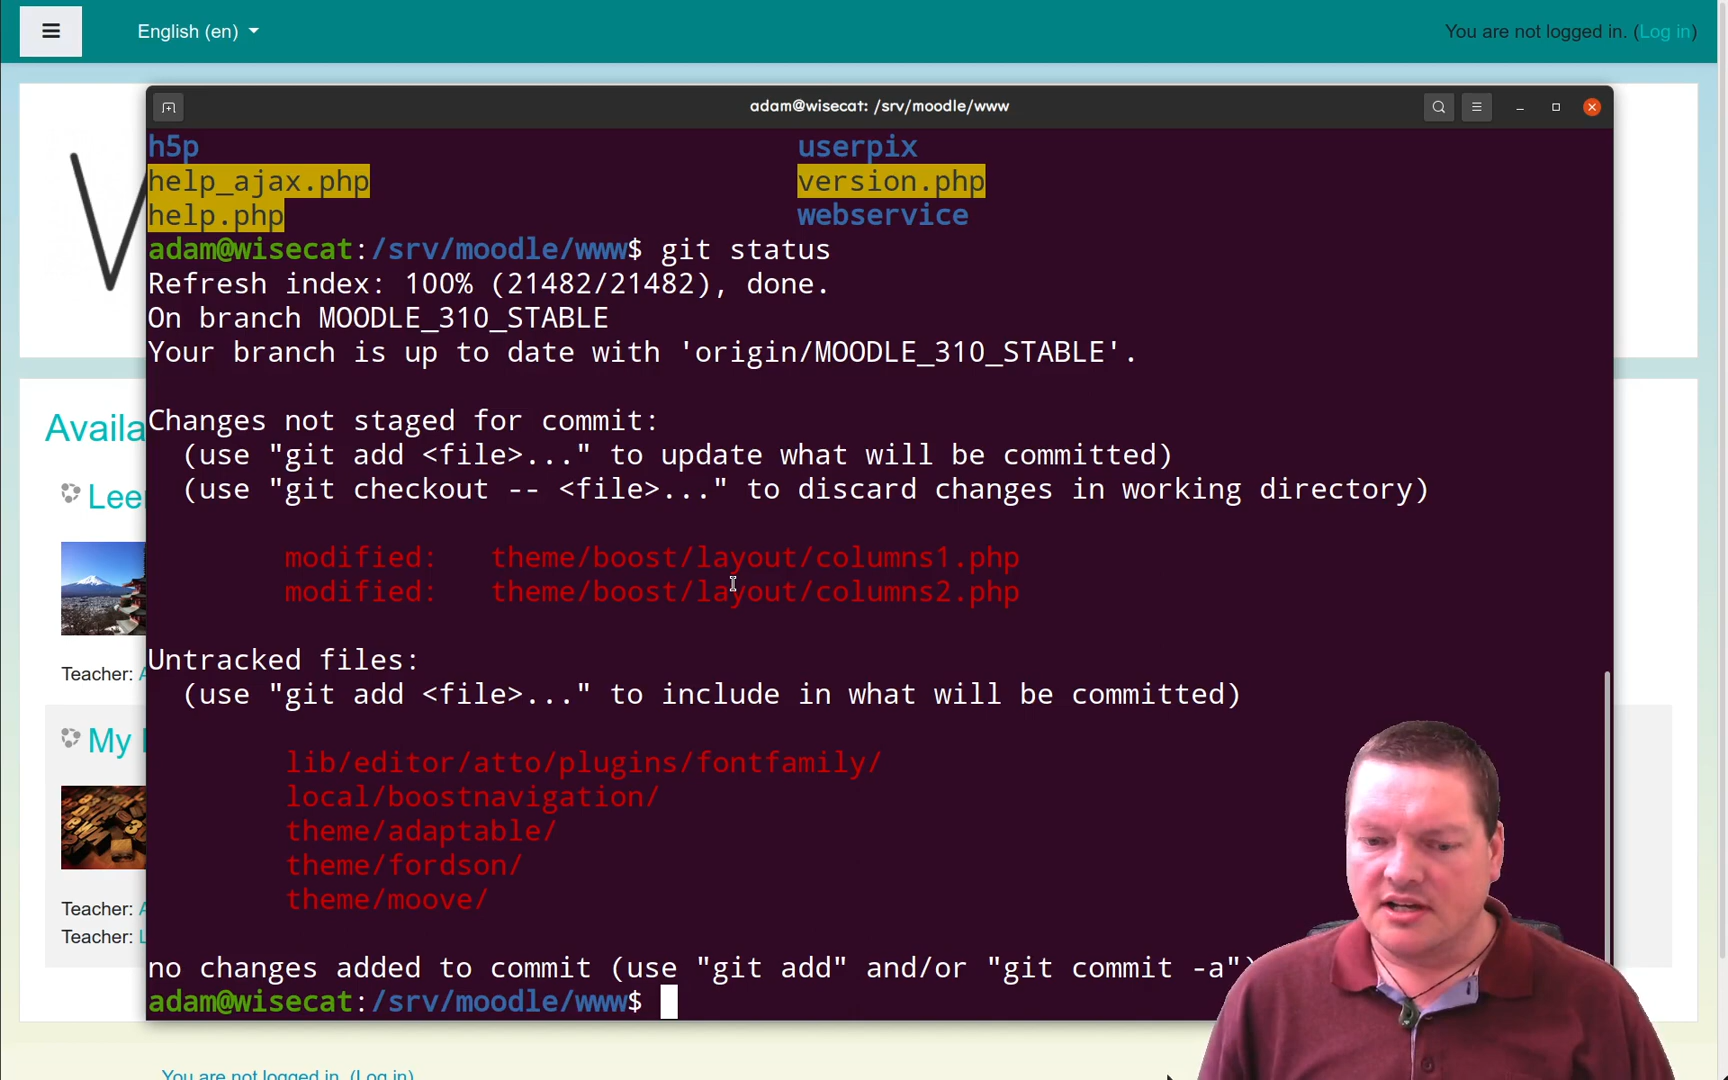 English (en)
You are not logged in. (Log in)
adam@wisecat: /srv/moodle/www
h5p userpix
help_ajax.php version.php
help.php webservice
adam@wisecat:/srv/moodle/www$ git status
Refresh index: 100% (21482/21482), done.
On branch MOODLE_310_STABLE
Your branch is up to date with 'origin/MOODLE_310_STABLE'.
Changes not staged for commit:
(use "git add <file>..." to update what will be committed)
(use "git checkout -- <file>..." to discard changes in working directory)
modified: theme/boost/layout/columns1.php
modified: theme/boost/layout/columns2.php
Untracked files:
(use "git add <file>..." to include in what will be committed)
lib/editor/atto/plugins/fontfamily/
local/boostnavigation/
theme/adaptable/
theme/fordson/
theme/moove/
no changes added to commit (use "git add" and/or "git commit -a")
adam@wisecat:/srv/moodle/www$
Availa
Lee
Teacher:
My
Teacher:
Teacher:
You are not logged in. (Log in)